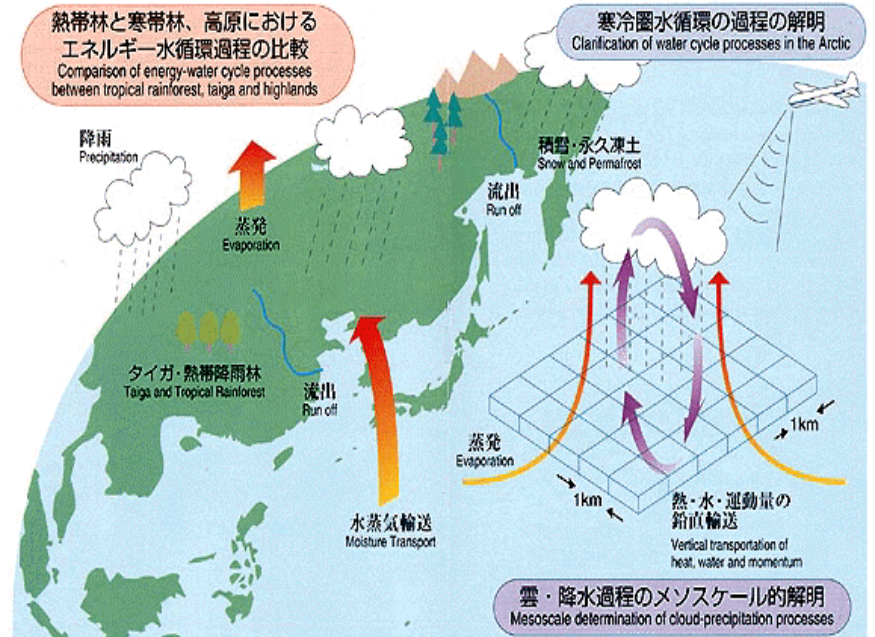 熱帯林と寒帯林、高原における
エネルギー水循環過程の比較
Comparison of energy-water cycle processes
between tropical rainforest, taiga and highlands
寒冷圏水循環の過程の解明
Clarification of water cycle processes in the Arctic
降雨
Precipitation
積雪・永久凍土
Snow and Permafrost
流出
Run off
蒸発
Evaporation
タイガ・熱帯降雨林
Taiga and Tropical Rainforest
流出
Run off
水蒸気輸送
Moisture Transport
蒸発
Evaporation
1km
1km
熱・水・運動量の
鉛直輸送
Vertical transportation of
heat, water and momentum
雲・降水過程のメソスケール的解明
Mesoscale determination of cloud-precipitation processes